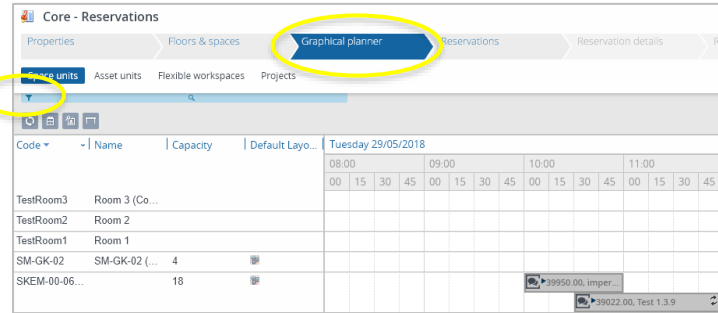 Core - Reservations
Properties Floors & spaces Graphical planner Reservations Reservation details R
Space units Asset units Flexible workspaces Projects
Code Name Capacity Default Layo... Tuesday 29/05/2018
08:00 09:00 10:00 11:00
00 15 30 45 00 15 30 45 00 15 30 45 00 15 30 45
TestRoom3 Room 3 (Co...
TestRoom2 Room 2
TestRoom1 Room 1
SM-GK-02 SM-GK-02 (... 4
SKEM-00-06... 18 39950.00, imper...
39022.00, Test 1.3.9